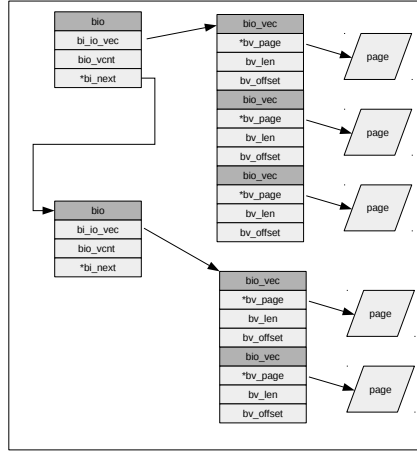 bio
bi_io_vec
bio_vcnt
*bi_next
bio_vec
*bv_page
bv_len
bv_offset
bio_vec
*bv_page
bv_len
bv_offset
bio_vec
*bv_page
bv_len
bv_offset
page
page
page
bio
bi_io_vec
bio_vcnt
*bi_next
bio_vec
*bv_page
bv_len
bv_offset
bio_vec
*bv_page
bv_len
bv_offset
page
page